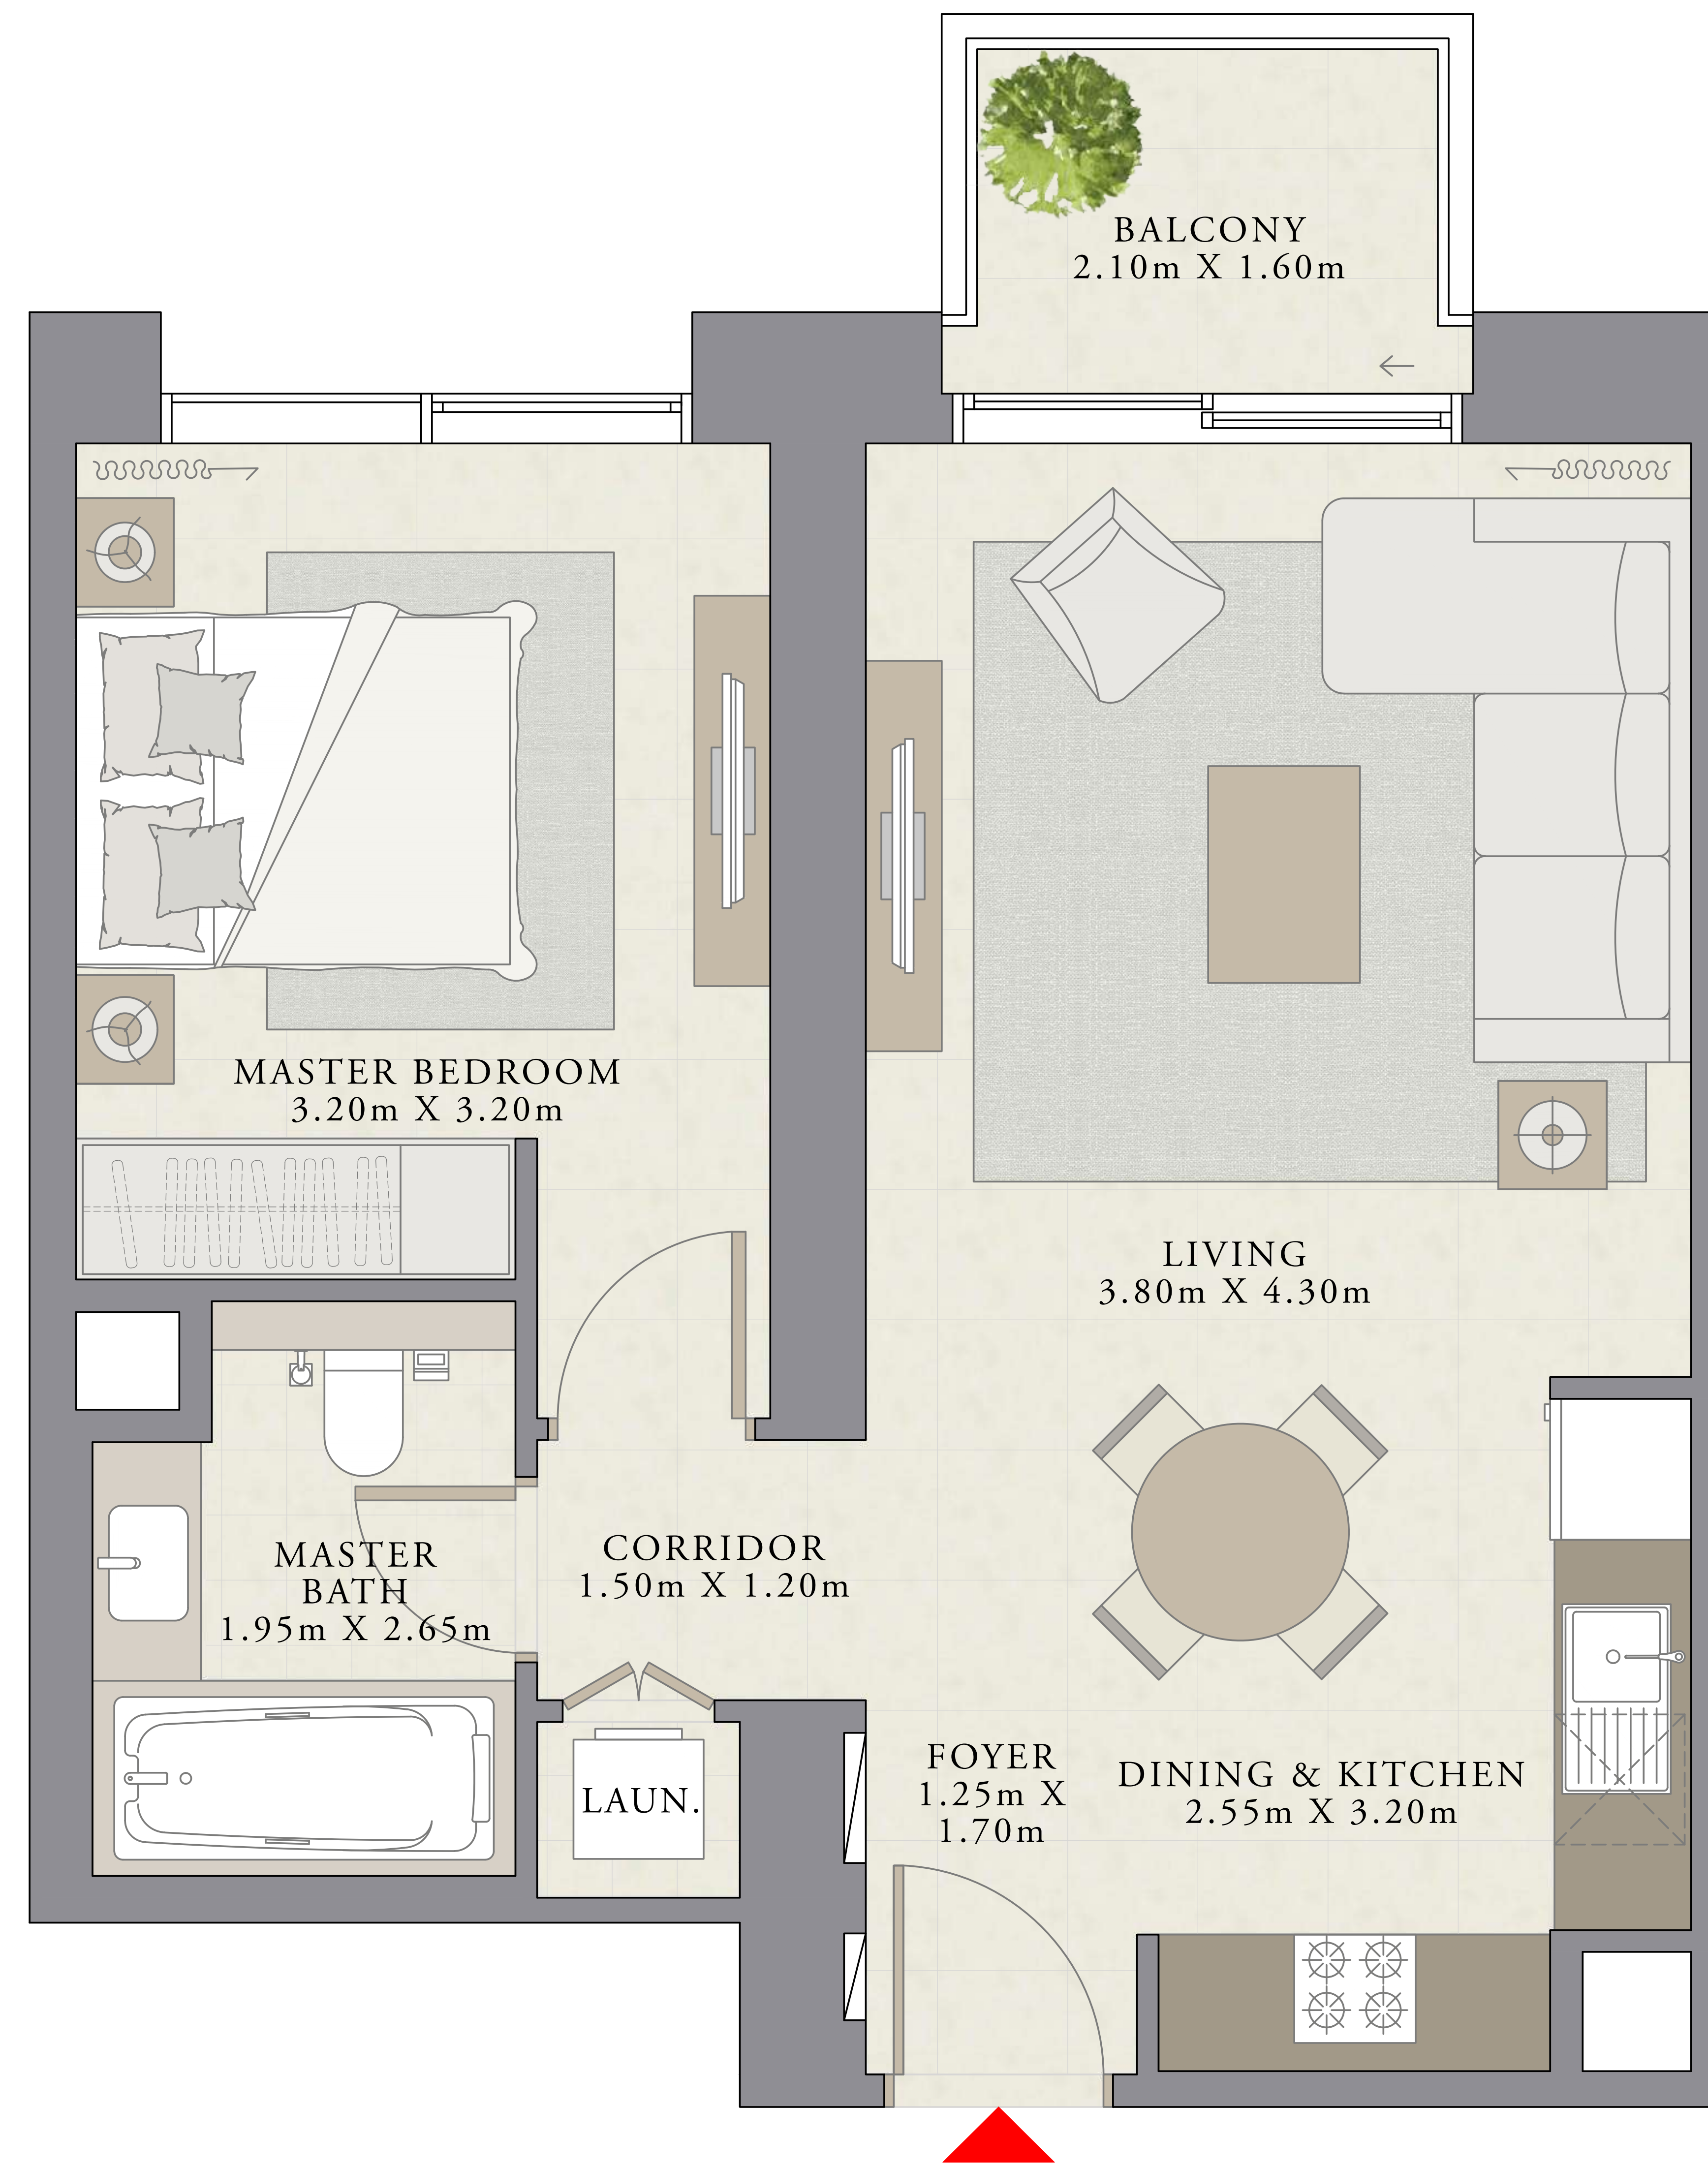 BALCONY
2.10m X 1.60m
MASTER BEDROOM
3.20m X 3.20m
LIVING
3.80m X 4.30m
MASTER
BATH
1.95m X 2.65m
CORRIDOR
1.50m X 1.20m
LAUN.
FOYER
1.25m X
1.70m
DINING & KITCHEN
2.55m X 3.20m